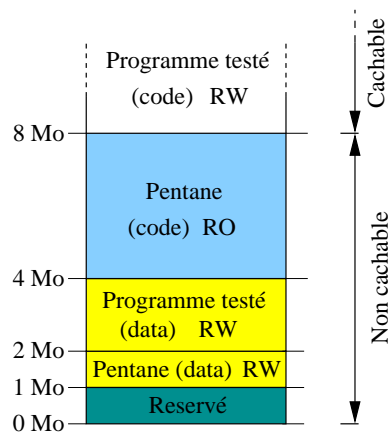 Programme testé
(code) RW
8 Mo
Pentane
(code) RO
4 Mo
Programme testé
(data) RW
2 Mo
Pentane (data) RW
1 Mo
Reservé
0 Mo
Cachable
Non cachable